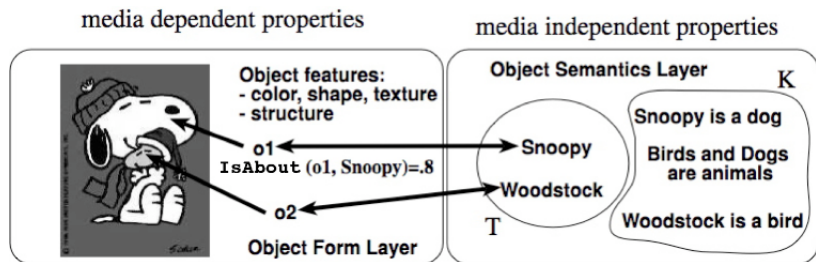 media dependent properties
media independent properties
Object features:
- color, shape, texture
- structure
o1
IsAbout (o1, Snoopy)=.8
o2
Object Form Layer
Object Semantics Layer
K
Snoopy
Woodstock
T
Snoopy is a dog
Birds and Dogs
are animals
Woodstock is a bird